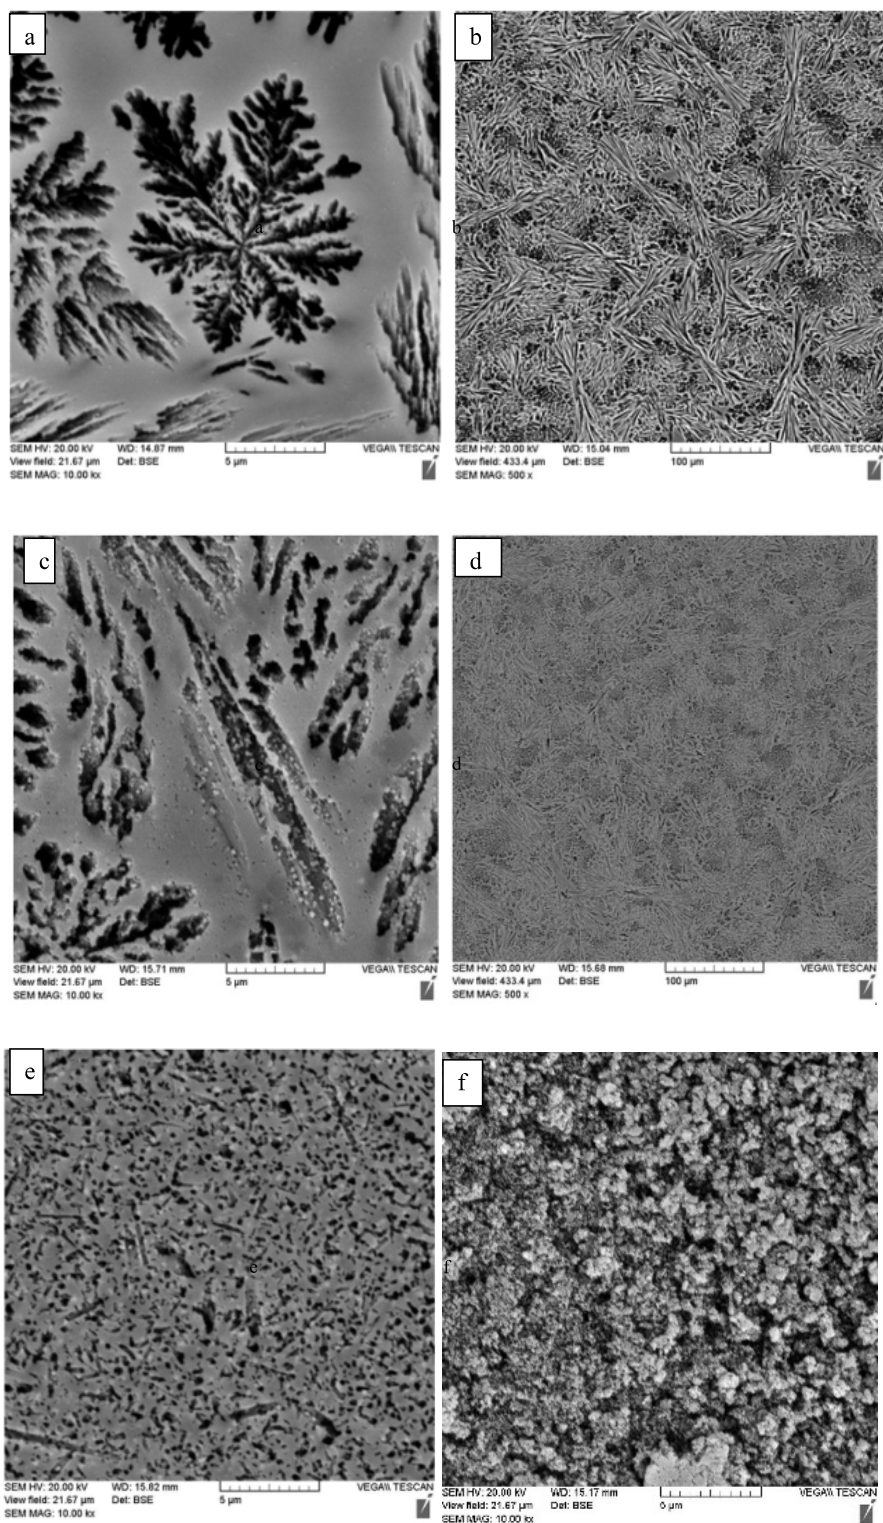 a
b
a
b
SEM HV: 20.00 kV WD: 14.87 mm VEGA\\ TESCAN
View field: 21.67 µm Det: BSE 5 µm
SEM MAG: 10.00 kx
SEM HV: 20.00 kV WD: 15.04 mm VEGA\\ TESCAN
View field: 433.4 µm Det: BSE 100 µm
SEM MAG: 500 x
c
d
c
d
SEM HV: 20.00 kV WD: 15.71 mm VEGA\\ TESCAN
View field: 21.67 µm Det: BSE 5 µm
SEM MAG: 10.00 kx
SEM HV: 20.00 kV WD: 15.68 mm VEGA\\ TESCAN
View field: 433.4 µm Det: BSE 100 µm
SEM MAG: 500 x
e
f
e
f
SEM HV: 20.00 kV WD: 15.82 mm VEGA\\ TESCAN
View field: 21.67 µm Det: BSE 5 µm
SEM MAG: 10.00 kx
SEM HV: 20.00 kV WD: 15.17 mm VEGA\\ TESCAN
View field: 21.67 µm Det: BSE 5 µm
SEM MAG: 10.00 kx